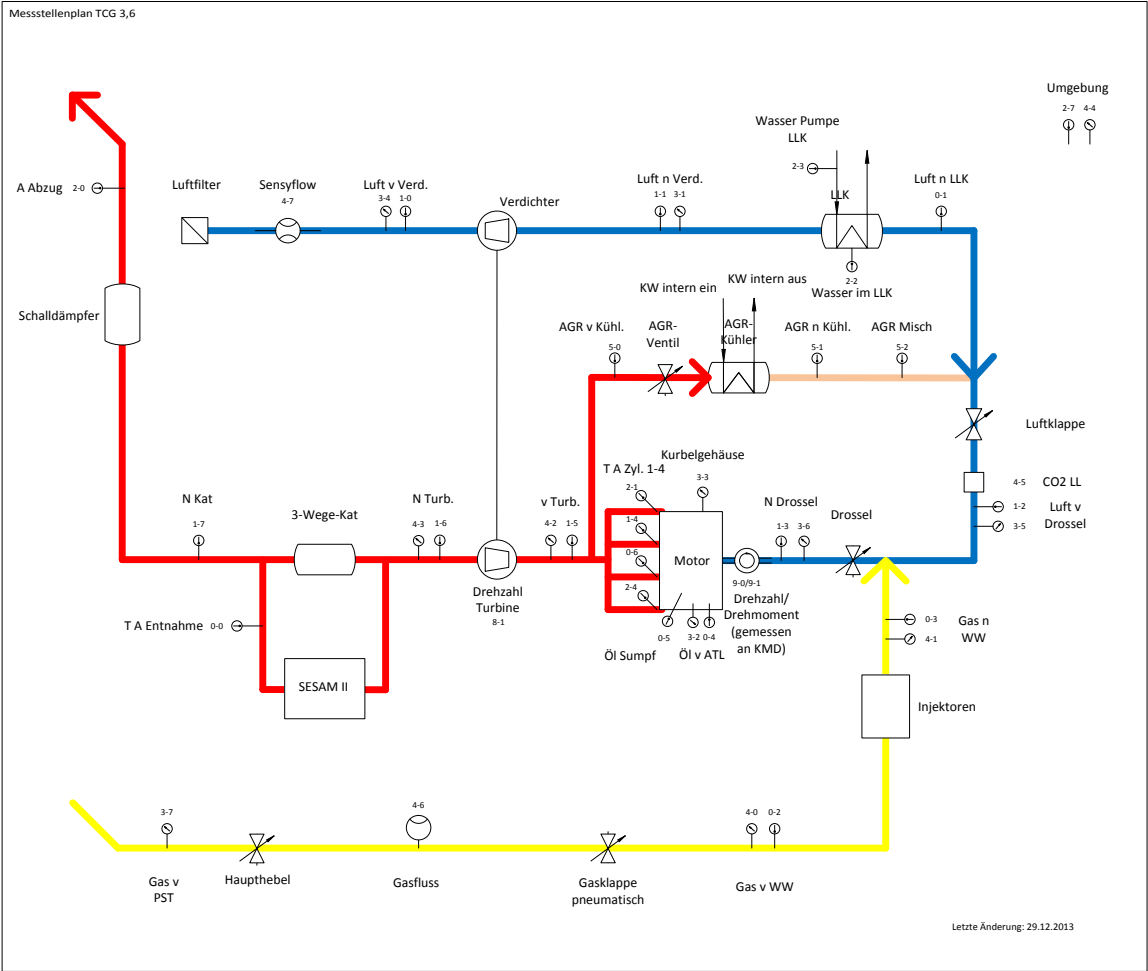 Messstellenplan TCG 3,6
Umgebung
2-7 4-4
Wasser Pumpe
LLK
2-3
A Abzug 2-0
Luftfilter
Sensyflow
4-7
Luft v Verd.
3-4 1-0
Verdichter
Luft n Verd.
1-1 3-1
LLK
Luft n LLK
0-1
2-2
Wasser im LLK
KW intern ein
KW intern aus
Schalldämpfer
AGR v Kühl.
5-0
AGR-
Ventil
AGR-
Kühler
AGR n Kühl.
5-1
AGR Misch
5-2
Luftklappe
T A Zyl. 1-4
2-1
1-4
0-6
2-4
Kurbelgehäuse
3-3
4-5 CO2 LL
1-2 Luft v
3-5 Drossel
N Kat
1-7
3-Wege-Kat
N Turb.
4-3 1-6
v Turb.
4-2 1-5
N Drossel
1-3 3-6
Drossel
Motor
Drehzahl
Turbine
8-1
9-0/9-1
Drehzahl/
Drehmoment
(gemessen
an KMD)
T A Entnahme 0-0
0-5
3-2 0-4
Öl Sumpf
Öl v ATL
0-3 Gas n
4-1 WW
SESAM II
Injektoren
3-7
4-6
4-0 0-2
Gas v
PST
Haupthebel
Gasfluss
Gasklappe
pneumatisch
Gas v WW
Letzte Änderung: 29.12.2013